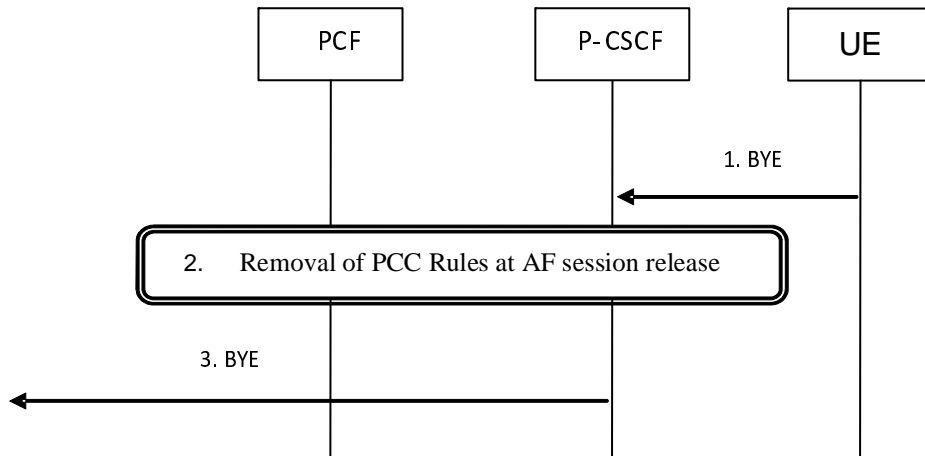 PCF
P-CSCF
UE
1. BYE
2. Removal of PCC Rules at AF session release
3. BYE